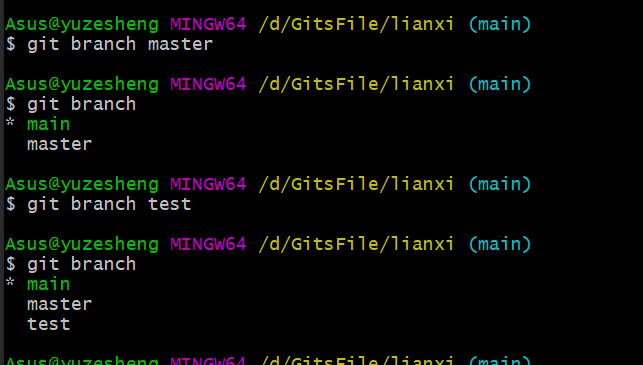 Asus@yuzesheng MINGW64 /d/GitsFile/lianxi (main)
$ git branch master
Asus@yuzesheng MINGW64 /d/GitsFile/lianxi (main)
$ git branch
* main
  master
Asus@yuzesheng MINGW64 /d/GitsFile/lianxi (main)
$ git branch test
Asus@yuzesheng MINGW64 /d/GitsFile/lianxi (main)
$ git branch
* main
  master
  test
Asus@yuzesheng MINGW64 /d/GitsFile/lianxi (main)